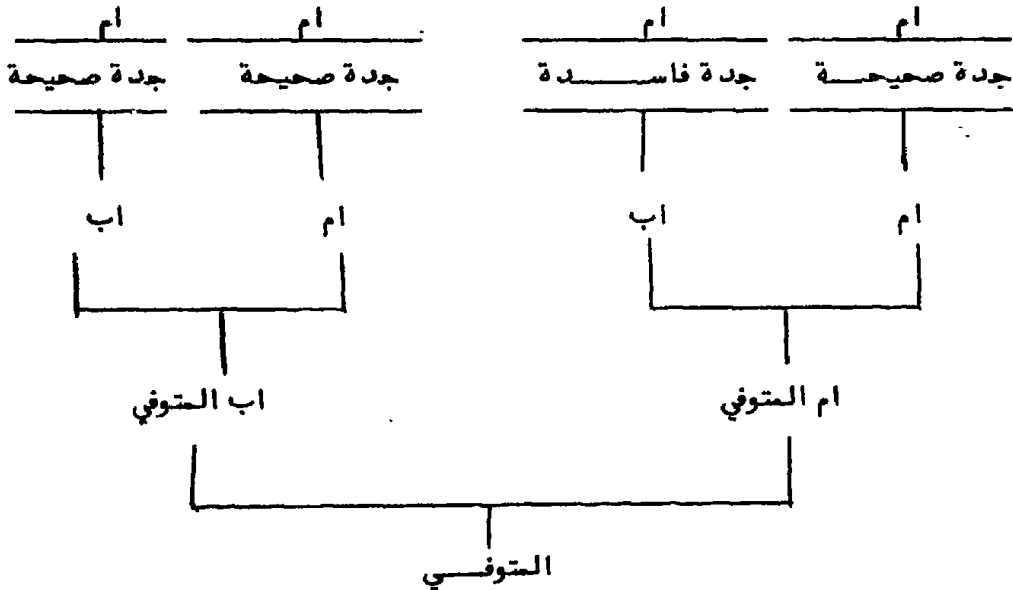 ام ام ام ام
جدة صحيحة جدة فاسدة جدة صحيحة جدة صحيحة
ام اب ام اب
ام المتوفي اب المتوفي
المتوفي